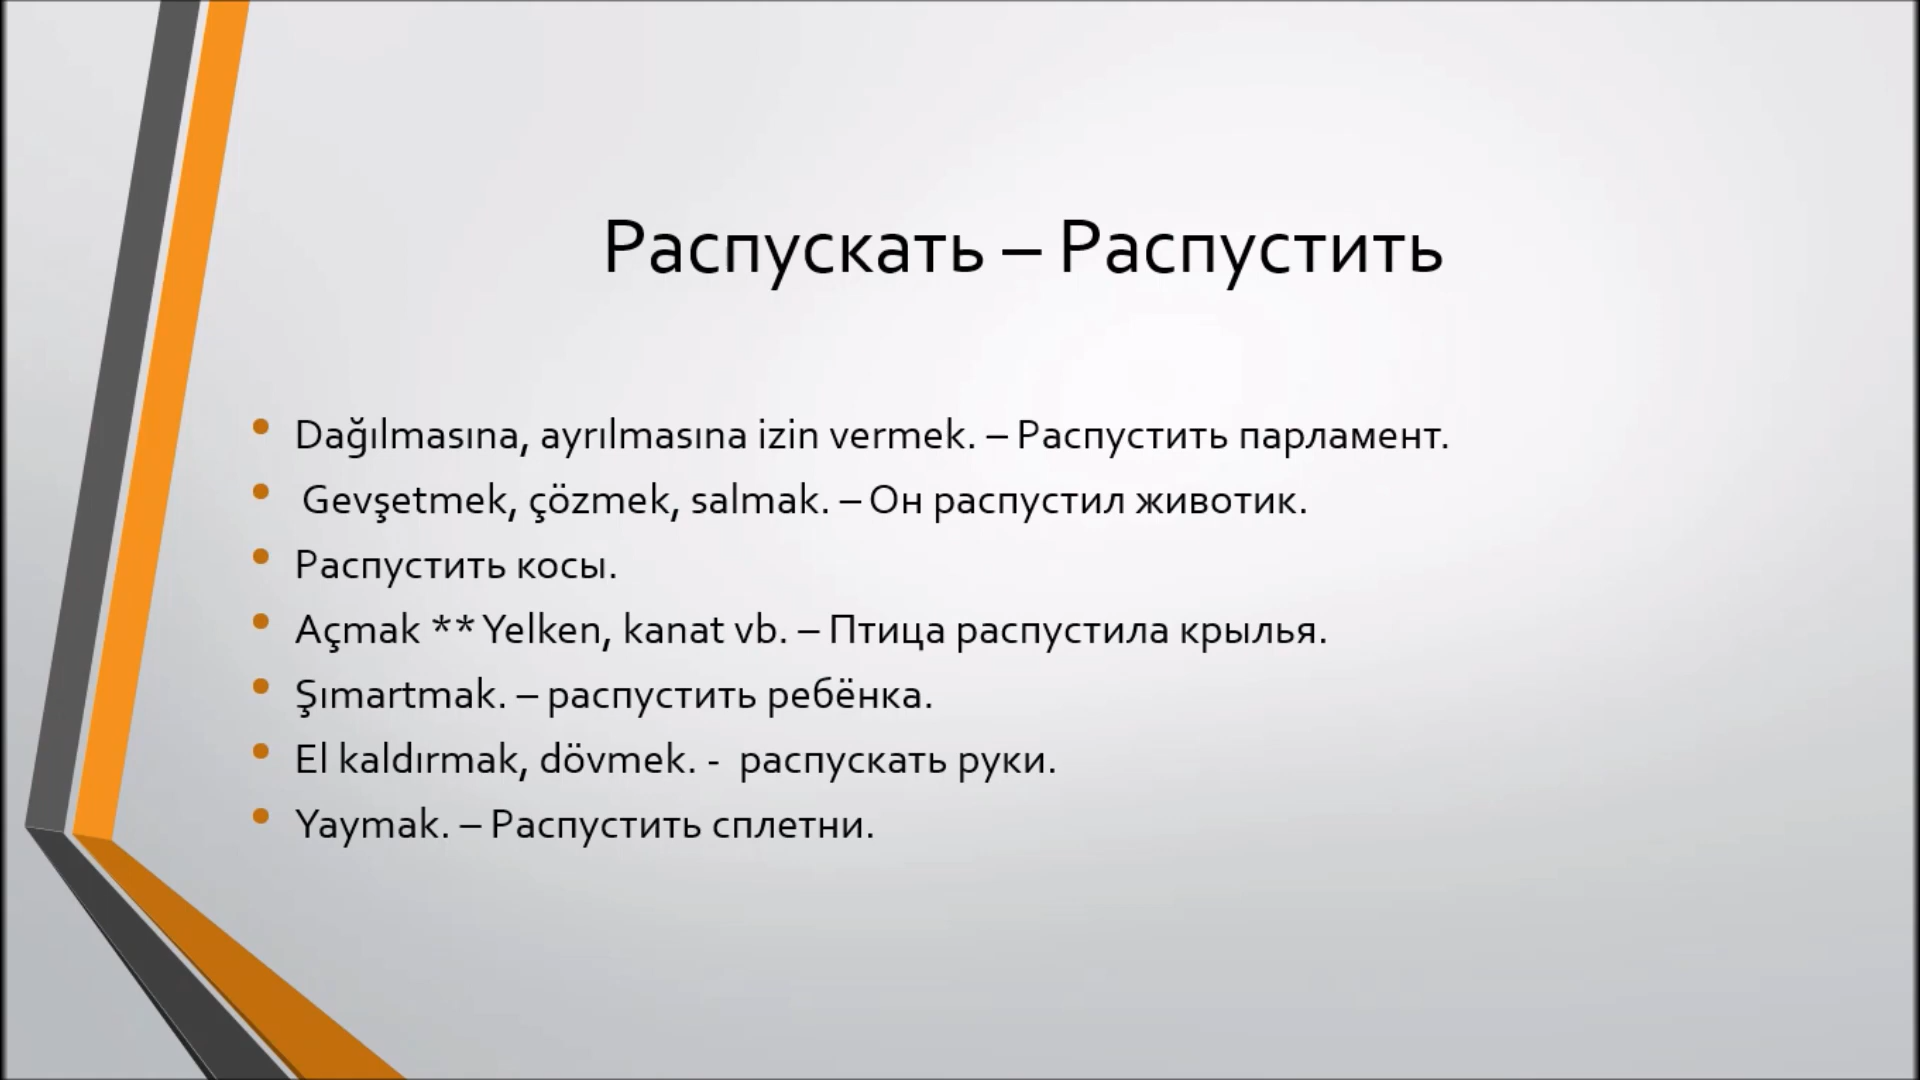 Распускать – Распустить
• Dağılmasına, ayrılmasına izin vermek. – Распустить парламент.
• Gevşetmek, çözmek, salmak. – Он распустил животик.
• Распустить косы.
• Açmak ** Yelken, kanat vb. – Птица распустила крылья.
• Şımartmak. – распустить ребёнка.
• El kaldırmak, dövmek. - распускать руки.
• Yaymak. – Распустить сплетни.